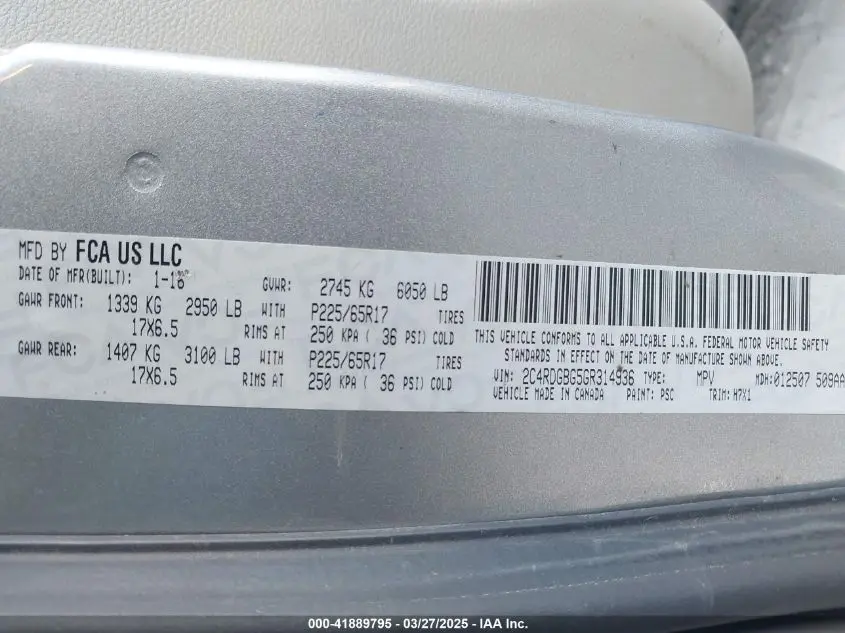 MFD BY FCA US LLC
DATE OF MFR(BUILT): 1-16 GVWR: 2745 KG 6050 LB
GAWR FRONT: 1339 KG 2950 LB WITH P225/65R17 TIRES
17X6.5 RIMS AT 250 KPA ( 36 PSI) COLD
GAWR REAR: 1407 KG 3100 LB WITH P225/65R17 TIRES
17X6.5 RIMS AT 250 KPA ( 36 PSI) COLD
THIS VEHICLE CONFORMS TO ALL APPLICABLE U.S.A. FEDERAL MOTOR VEHICLE SAFETY
STANDARDS IN EFFECT ON THE DATE OF MANUFACTURE SHOWN ABOVE.
VIN: 2C4RDGBG5GR314936 TYPE: MPV MDH:012507 509AA
VEHICLE MADE IN CANADA PAINT: PSC TRIM: H7X1
000-41889795 - 03/27/2025 - IAA Inc.